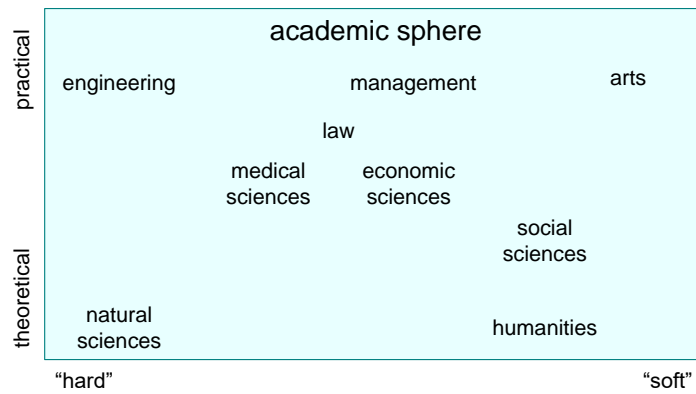 academic sphere
practical
engineering
management
arts
law
medical
sciences
economic
sciences
social
sciences
theoretical
natural
sciences
humanities
“hard”
“soft”